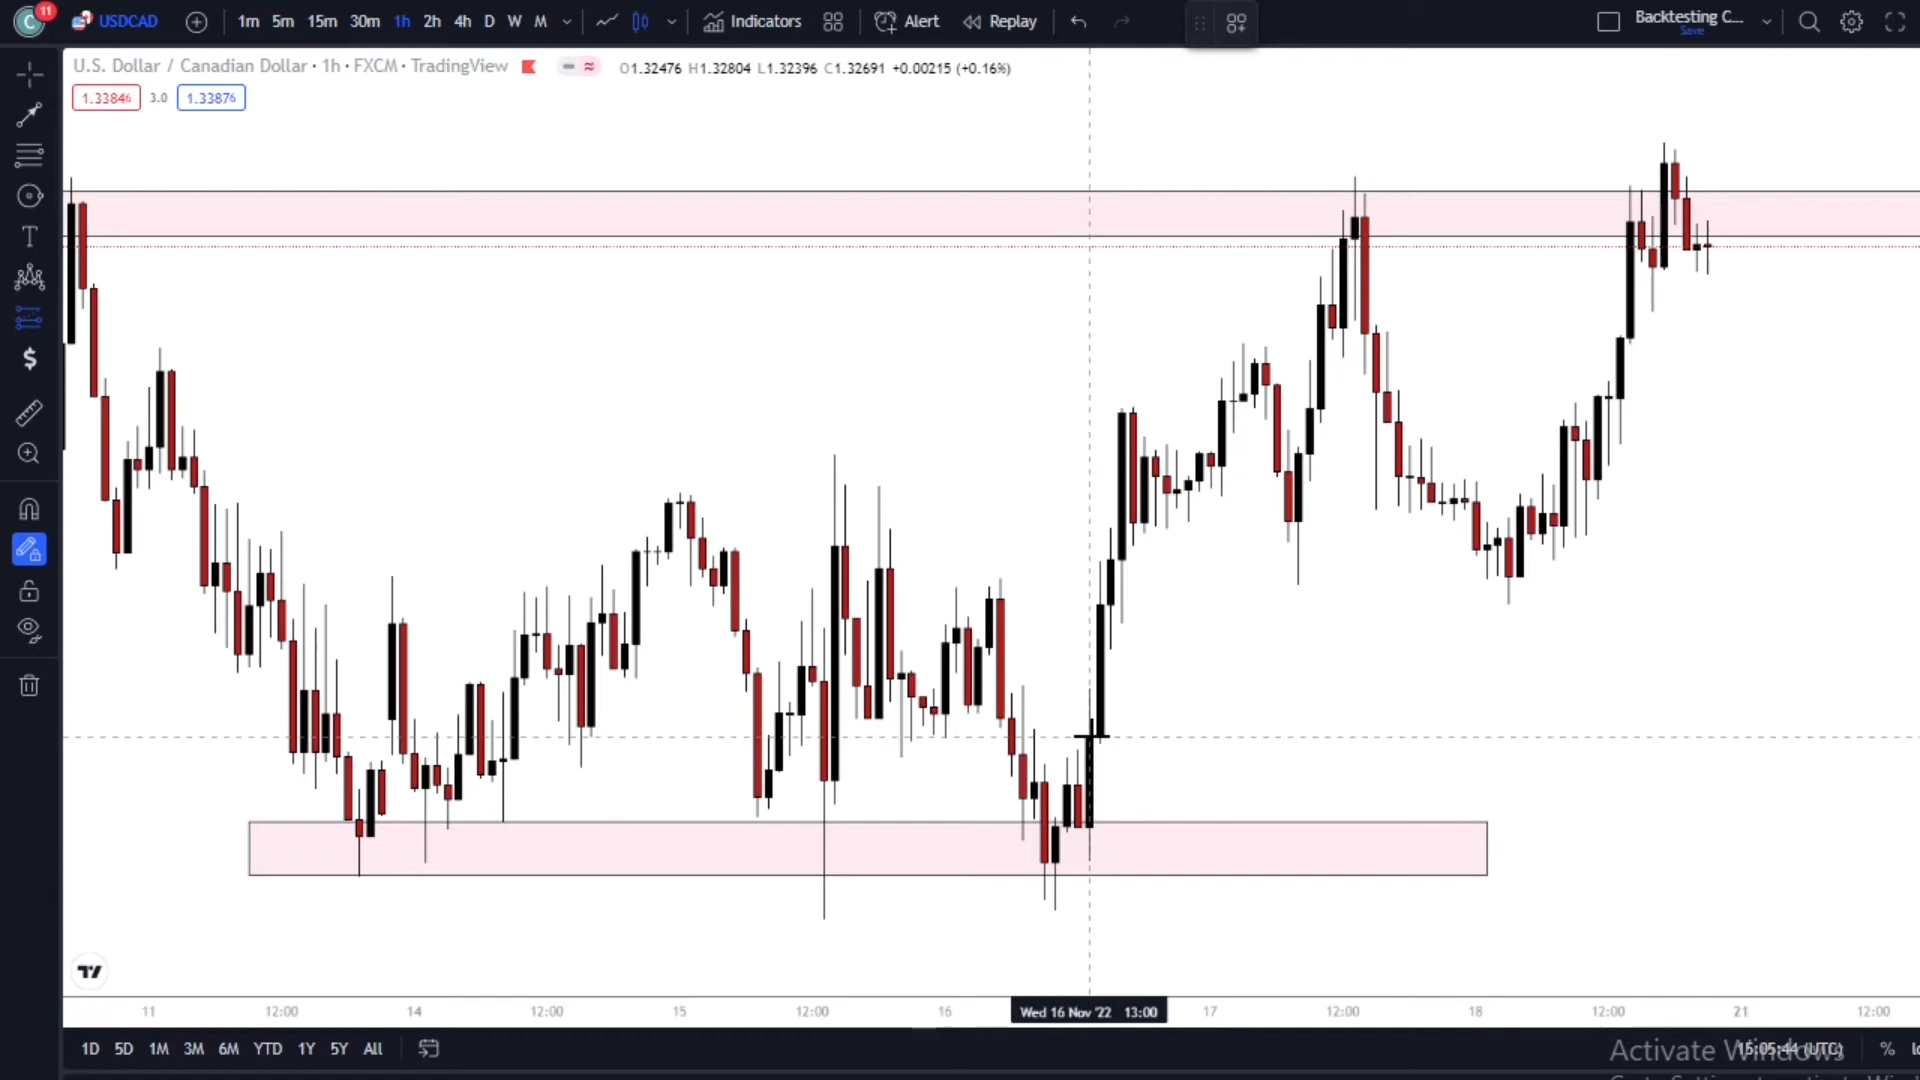 C 11 USDCAD 1m 5m 15m 30m 1h 2h 4h D W M Indicators Alert Replay Backtesting C...
Save
U.S. Dollar / Canadian Dollar · 1h · FXCM · TradingView O1.32476 H1.32804 L1.32396 C1.32691 +0.00215 (+0.16%)
1.33846 3.0 1.33876
T
$
11 12:00 14 12:00 15 12:00 16 Wed 16 Nov '22 13:00 17 12:00 18 12:00 21 12:00
1D 5D 1M 3M 6M YTD 1Y 5Y All 15:05:44 (UTC) %
Activate Windows